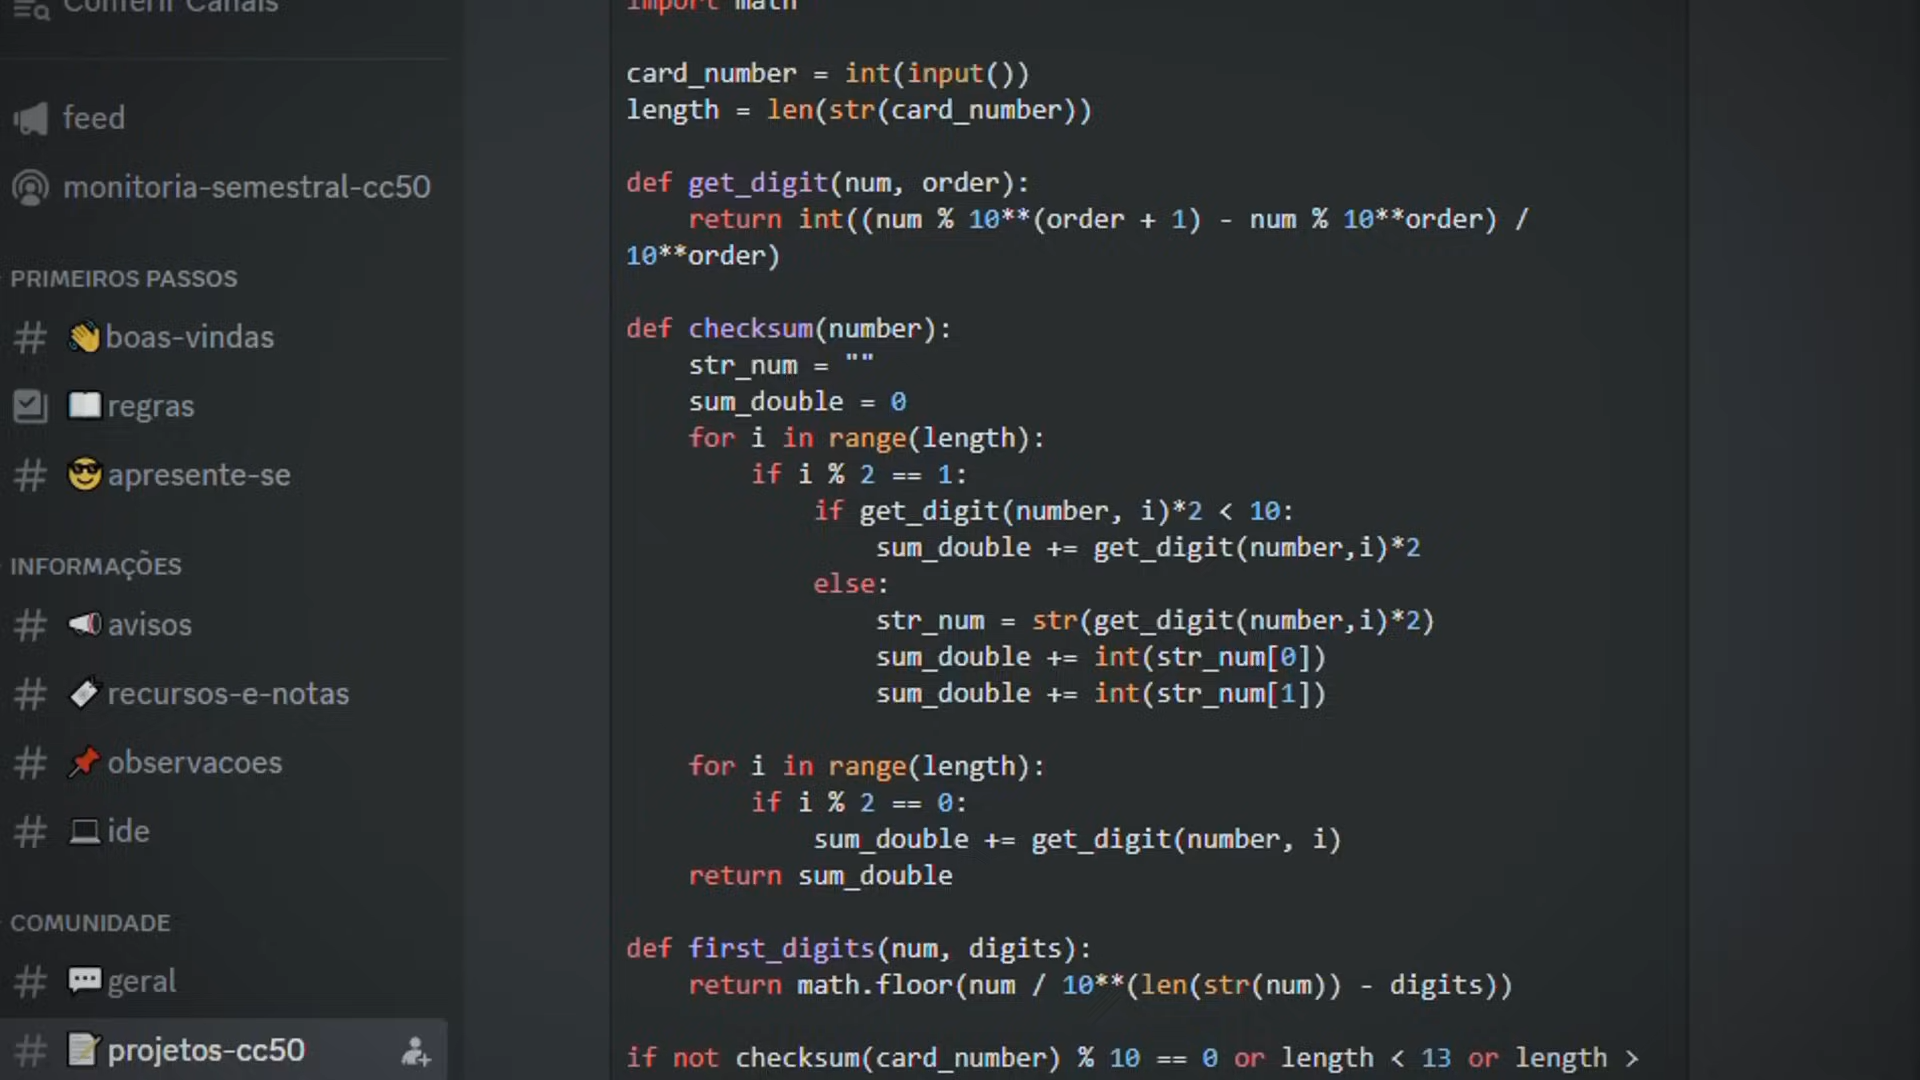 Conferir Canais
feed
monitoria-semestral-cc50
PRIMEIROS PASSOS
# 👋boas-vindas
📖regras
# 😎apresente-se
INFORMAÇÕES
# 📢avisos
# recursos-e-notas
# 📌observacoes
# 💻ide
COMUNIDADE
# 💬geral
# 📝projetos-cc50
import math
card_number = int(input())
length = len(str(card_number))
def get_digit(num, order):
    return int((num % 10**(order + 1) - num % 10**order) /
10**order)
def checksum(number):
    str_num = ""
    sum_double = 0
    for i in range(length):
        if i % 2 == 1:
            if get_digit(number, i)*2 < 10:
                sum_double += get_digit(number,i)*2
            else:
                str_num = str(get_digit(number,i)*2)
                sum_double += int(str_num[0])
                sum_double += int(str_num[1])
    for i in range(length):
        if i % 2 == 0:
            sum_double += get_digit(number, i)
    return sum_double
def first_digits(num, digits):
    return math.floor(num / 10**(len(str(num)) - digits))
if not checksum(card_number) % 10 == 0 or length < 13 or length >